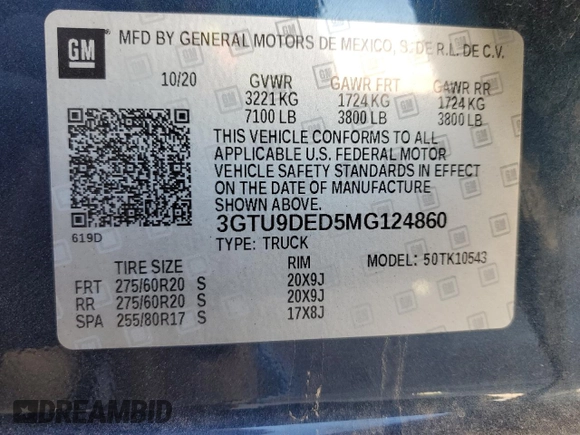 GM
MFD BY GENERAL MOTORS DE MEXICO, S. DE R.L. DE C.V.
10/20 GVWR GAWR FRT GAWR RR
3221 KG 1724 KG 1724 KG
7100 LB 3800 LB 3800 LB
THIS VEHICLE CONFORMS TO ALL
APPLICABLE U.S. FEDERAL MOTOR
VEHICLE SAFETY STANDARDS IN EFFECT
ON THE DATE OF MANUFACTURE
SHOWN ABOVE.
619D
3GTU9DED5MG124860
TYPE: TRUCK MODEL: 50TK10543
TIRE SIZE RIM
FRT 275/60R20 S 20X9J
RR 275/60R20 S 20X9J
SPA 255/80R17 S 17X8J
DREAMBID